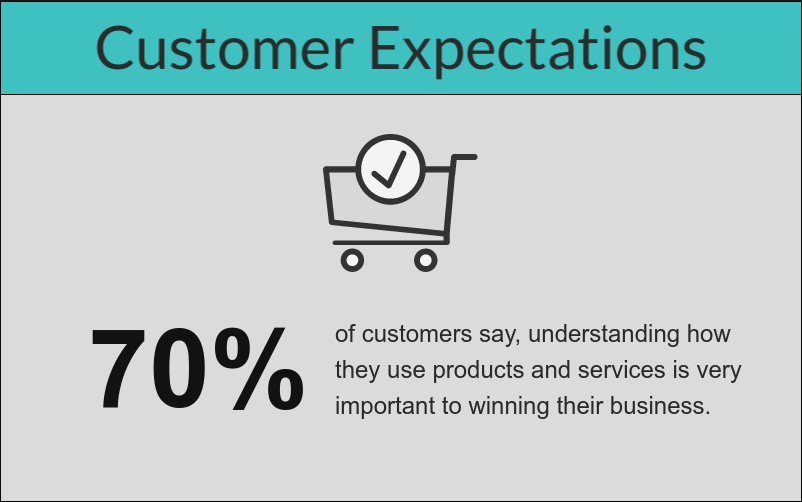 Customer Expectations
70%
of customers say, understanding how
they use products and services is very
important to winning their business.